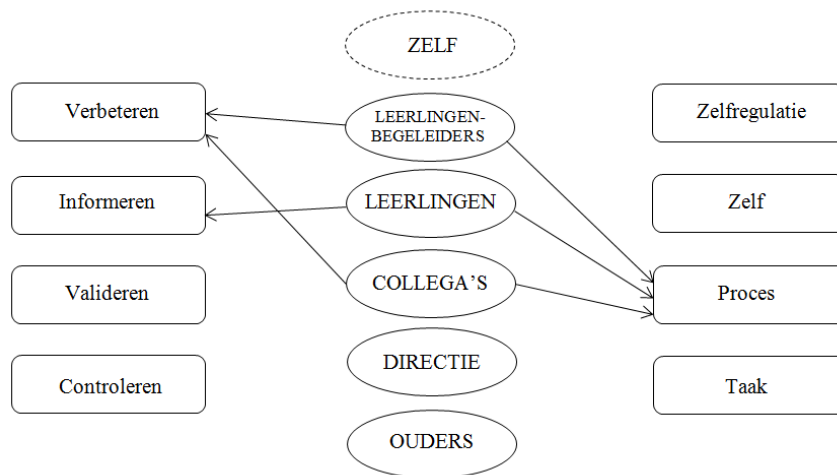 ZELF
Verbeteren
LEERLINGEN-
BEGELEIDERS
Zelfregulatie
Informeren
LEERLINGEN
Zelf
Valideren
COLLEGA'S
Proces
Controleren
DIRECTIE
Taak
OUDERS